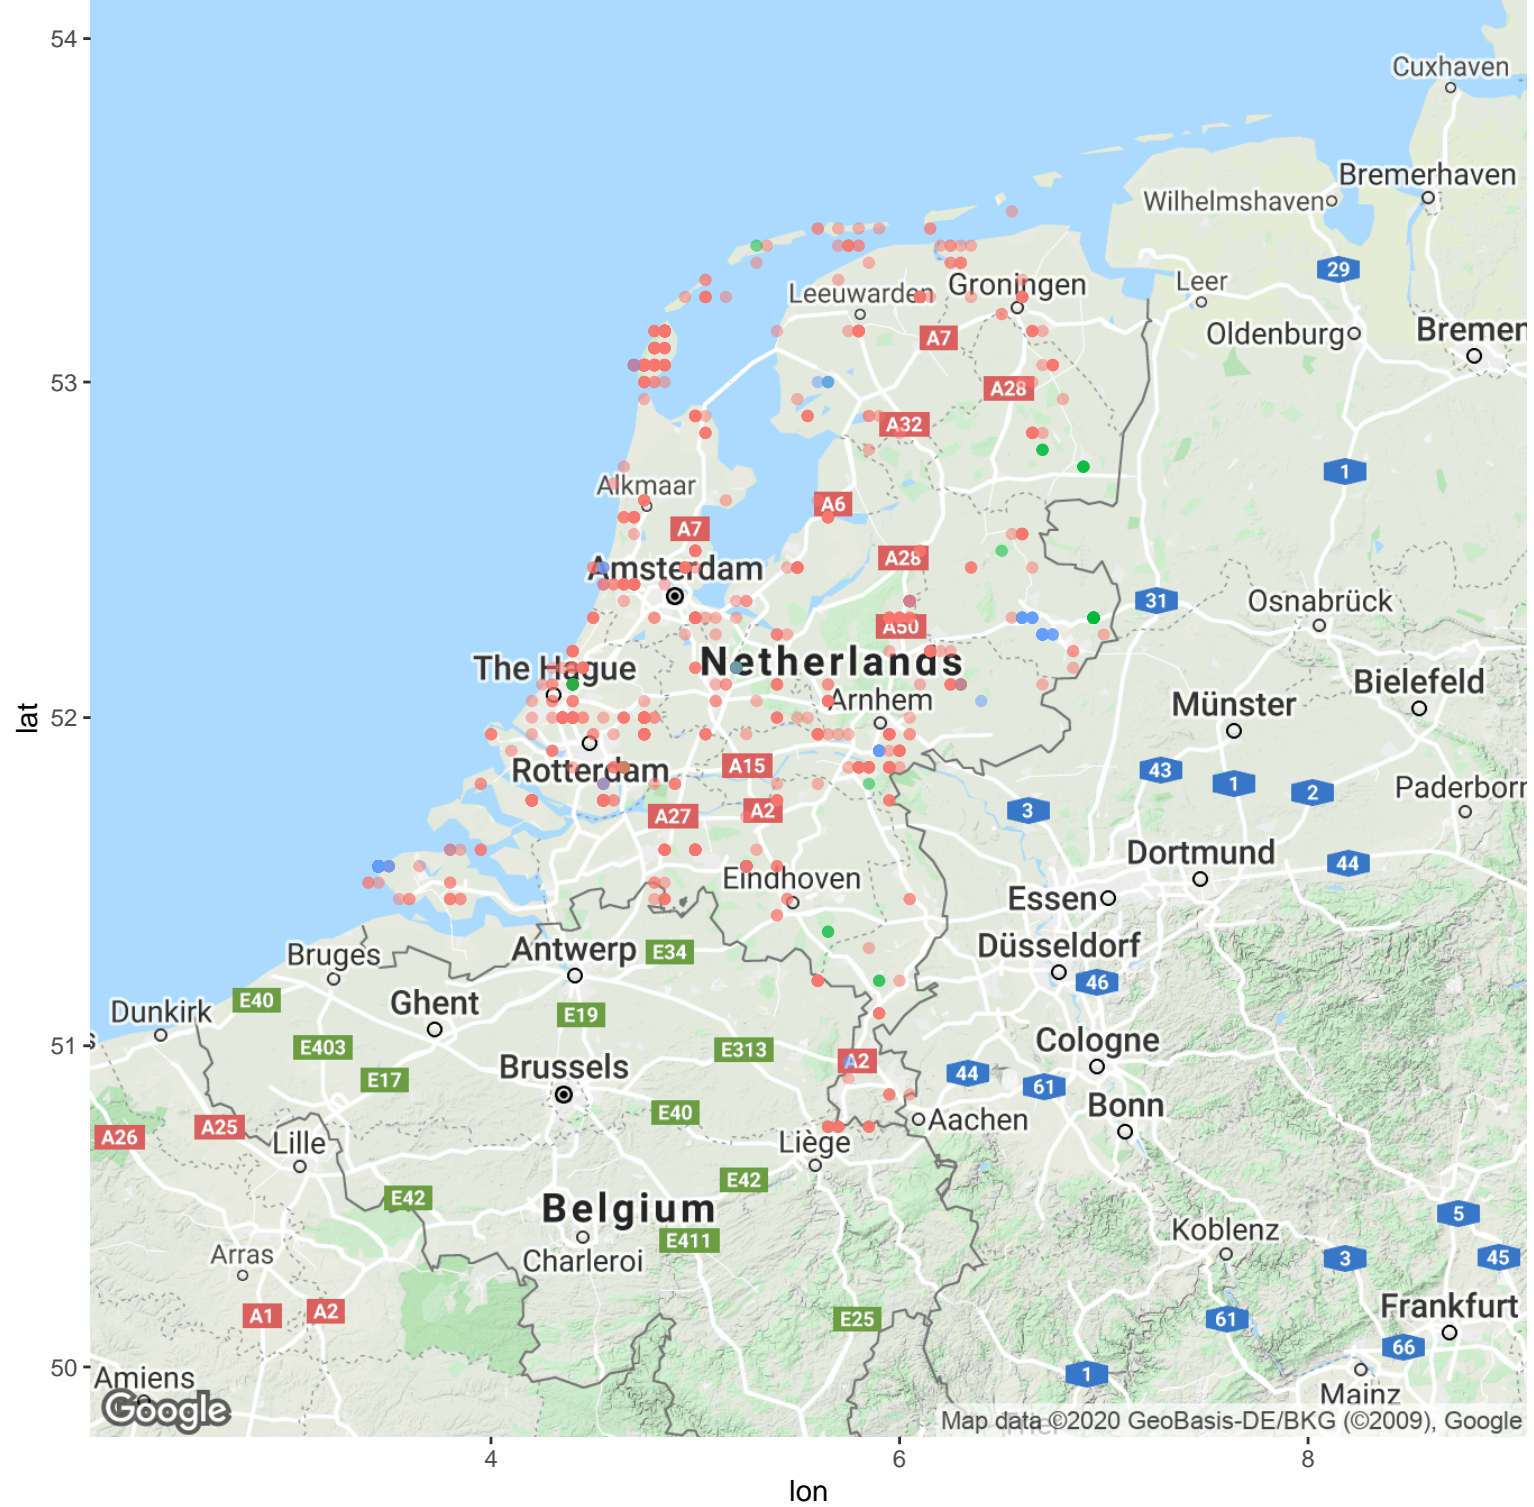 54
Cuxhaven
Bremerhaven
Wilhelmshaven
29
Leer
Leeuwarden
Groningen
Oldenburg
Bremen
A7
53
A28
A32
1
Alkmaar
A6
A7
A28
Amsterdam
31
Osnabrück
A50
Netherlands
The Hague
Bielefeld
Arnhem
Münster
52
lat
Rotterdam
A15
43
1
2
Paderborn
A27
A2
3
Dortmund
44
Eindhoven
Essen
Antwerp
E34
Düsseldorf
Bruges
46
E40
Ghent
Dunkirk
E19
51
s
E403
E313
A2
Cologne
Brussels
E17
44
61
E40
Bonn
A25
A26
Aachen
Lille
Liège
E42
E42
Belgium
5
E411
Koblenz
Arras
Charleroi
3
45
A1
A2
E25
61
Frankfurt
66
50
Amiens
1
Mainz
Google
Map data ©2020 GeoBasis-DE/BKG (©2009), Google
4
6
8
lon